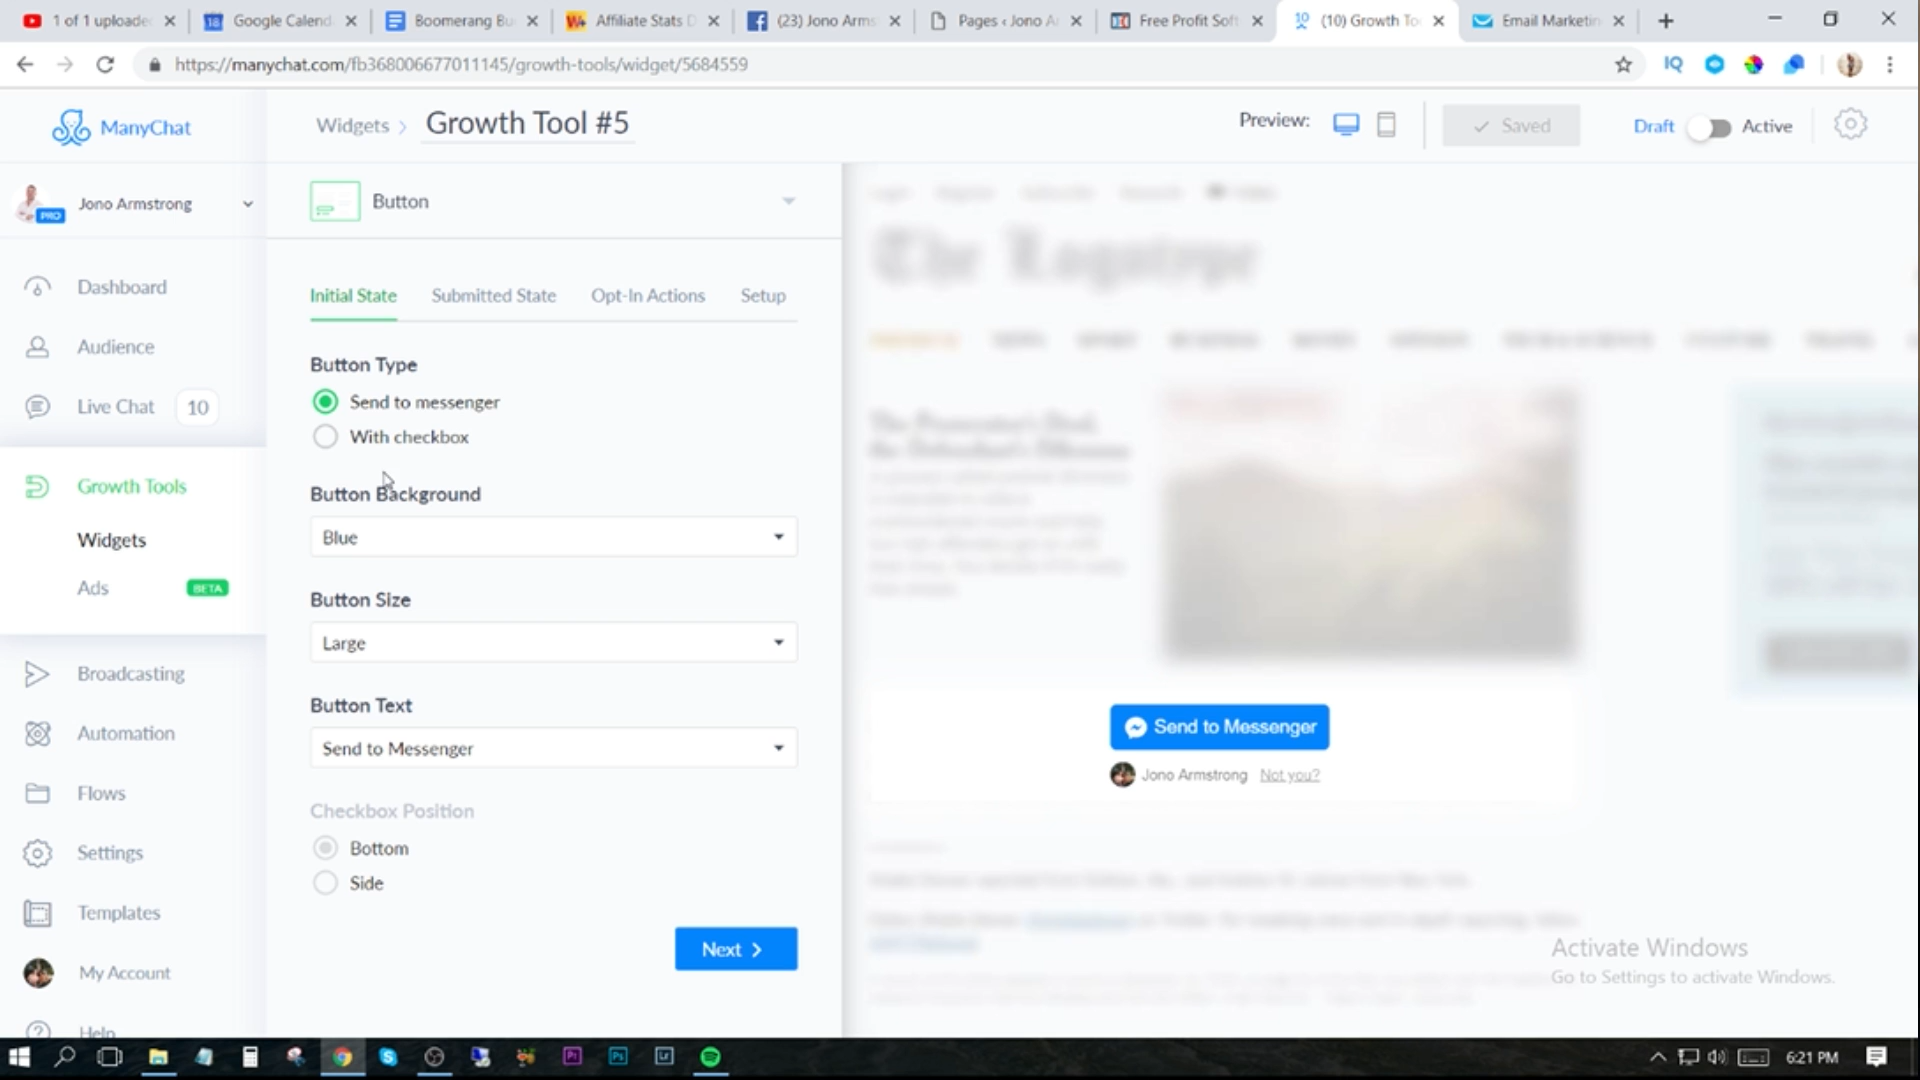 1 of 1 uploade
Google Calend
Boomerang Bu
Affiliate Stats D
(23) Jono Arms
Pages ‹ Jono A
Free Profit Soft
(10) Growth To
Email Marketin
https://manychat.com/fb368006677011145/growth-tools/widget/5684559
ManyChat
Widgets
Growth Tool #5
Preview:
Saved
Draft
Active
Jono Armstrong
PRO
Button
Dashboard
Audience
Live Chat
10
Growth Tools
Widgets
Ads
BETA
Broadcasting
Automation
Flows
Settings
Templates
My Account
Help
Initial State
Submitted State
Opt-In Actions
Setup
Button Type
Send to messenger
With checkbox
Button Background
Blue
Button Size
Large
Button Text
Send to Messenger
Checkbox Position
Bottom
Side
Next
The Logotype
Send to Messenger
Jono Armstrong Not you?
Activate Windows
Go to Settings to activate Windows.
6:21 PM